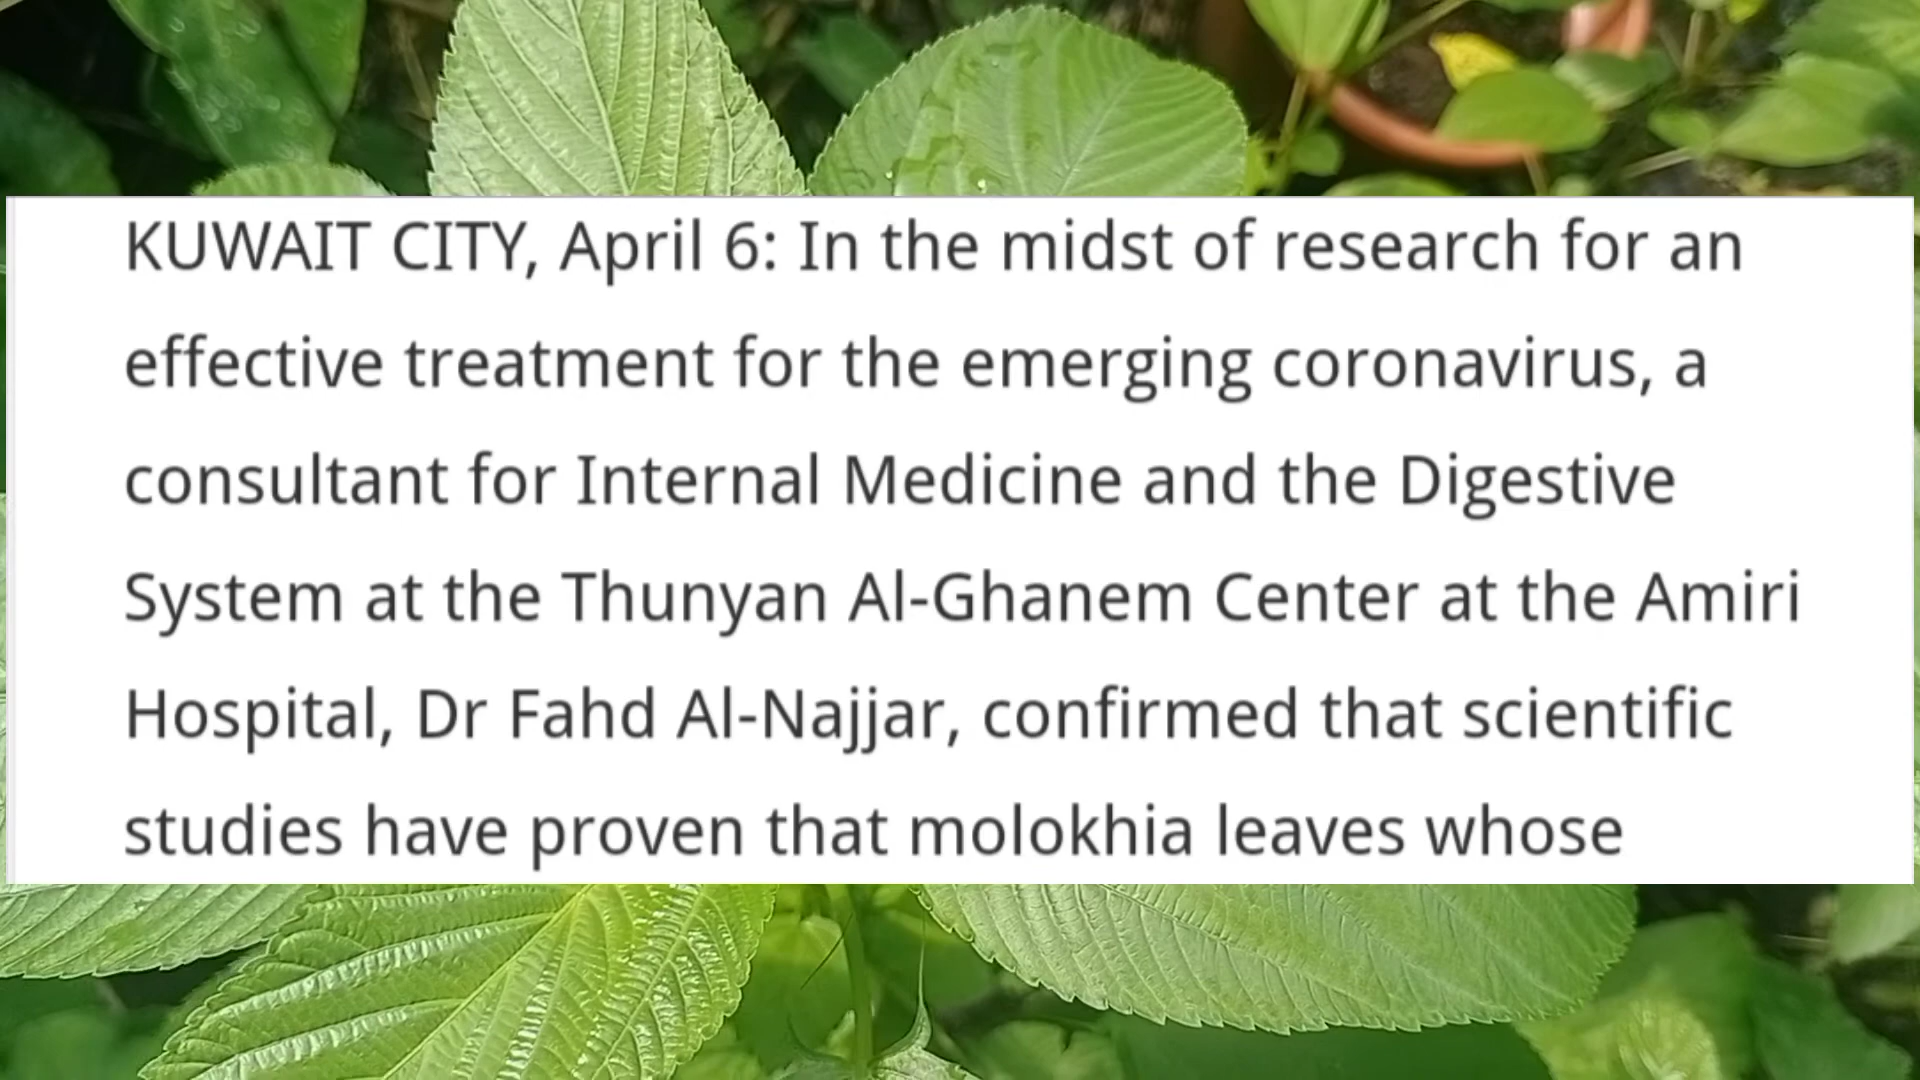 KUWAIT CITY, April 6: In the midst of research for an
effective treatment for the emerging coronavirus, a
consultant for Internal Medicine and the Digestive
System at the Thunyan Al-Ghanem Center at the Amiri
Hospital, Dr Fahd Al-Najjar, confirmed that scientific
studies have proven that molokhia leaves whose